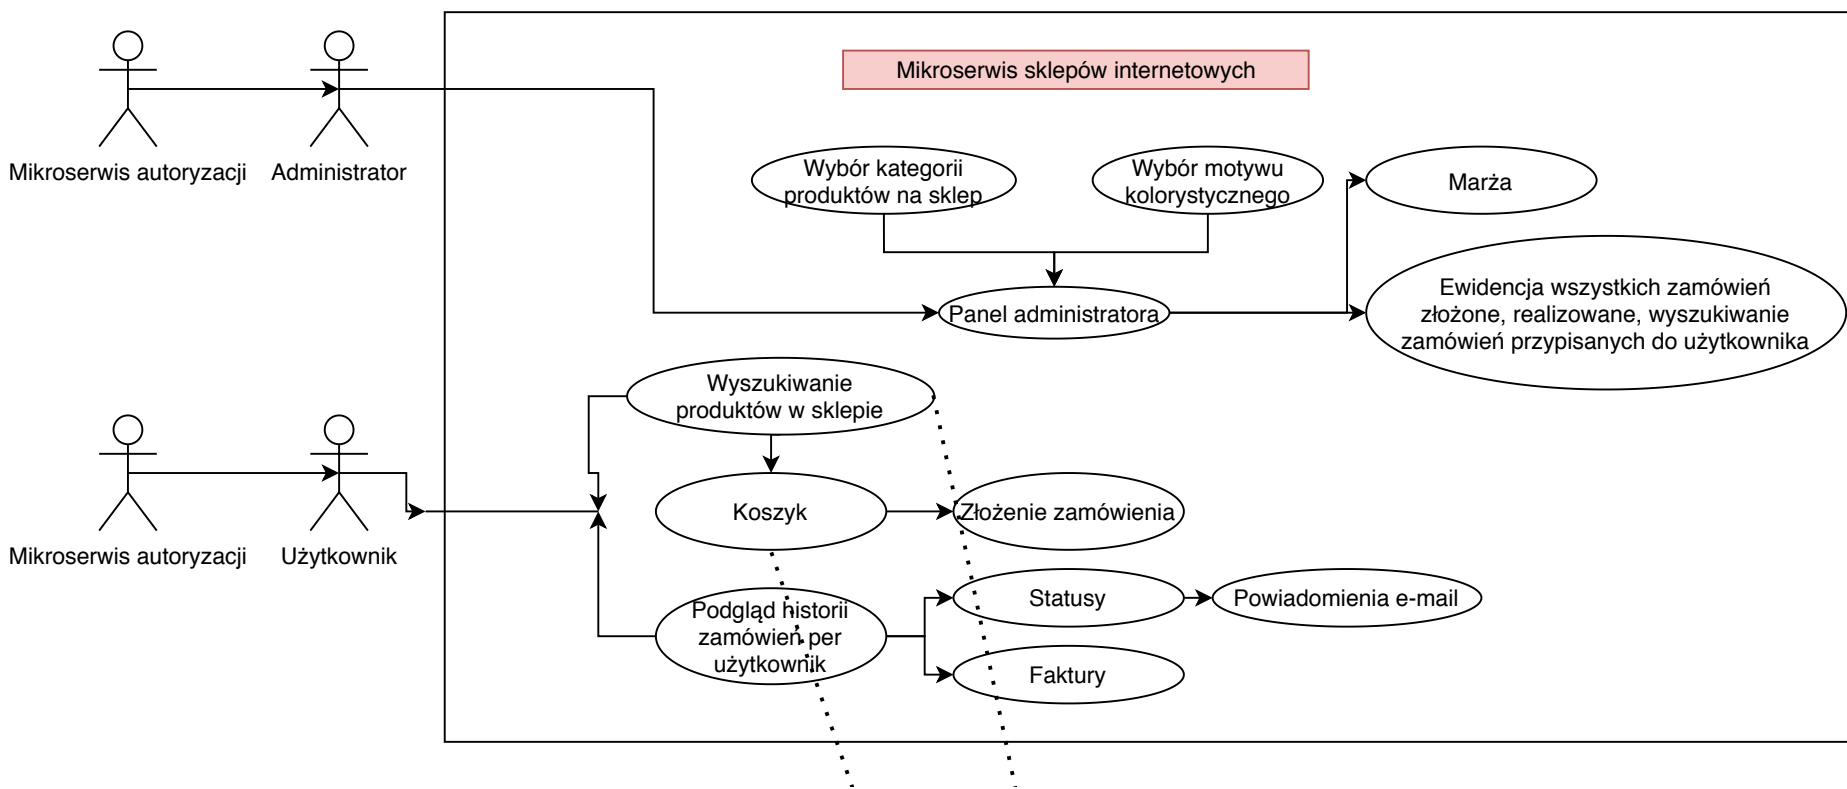 Mikroserwis sklepów internetowych
Mikroserwis autoryzacji
Administrator
Wybór kategorii
produktów na sklep
Wybór motywu
kolorystycznego
Marża
Panel administratora
Ewidencja wszystkich zamówień
złożone, realizowane, wyszukiwanie
zamówień przypisanych do użytkownika
Wyszukiwanie
produktów w sklepie
Mikroserwis autoryzacji
Użytkownik
Koszyk
Złożenie zamówienia
Podgląd historii
zamówień per
użytkownik
Statusy
Powiadomienia e-mail
Faktury